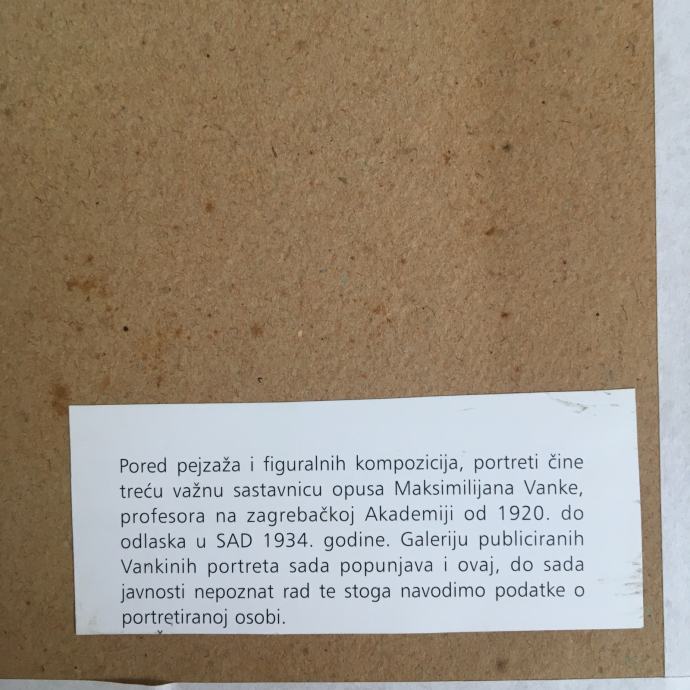 Pored pejzaža i figuralnih kompozicija, portreti čine
treću važnu sastavnicu opusa Maksimilijana Vanke,
profesora na zagrebačkoj Akademiji od 1920. do
odlaska u SAD 1934. godine. Galeriju publiciranih
Vankinih portreta sada popunjava i ovaj, do sada
javnosti nepoznat rad te stoga navodimo podatke o
portretiranoj osobi.